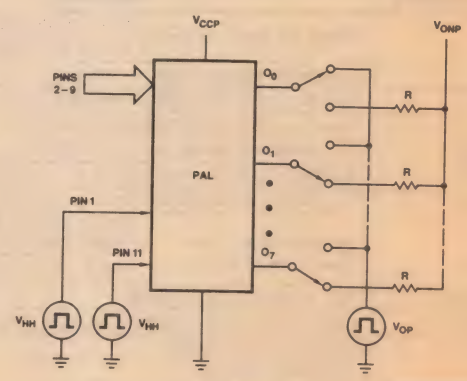 V_CCP
V_ONP
PINS
2–9
O_0
R
O_1
PAL
R
PIN 1
PIN 11
O_7
R
V_HH
V_HH
V_OP